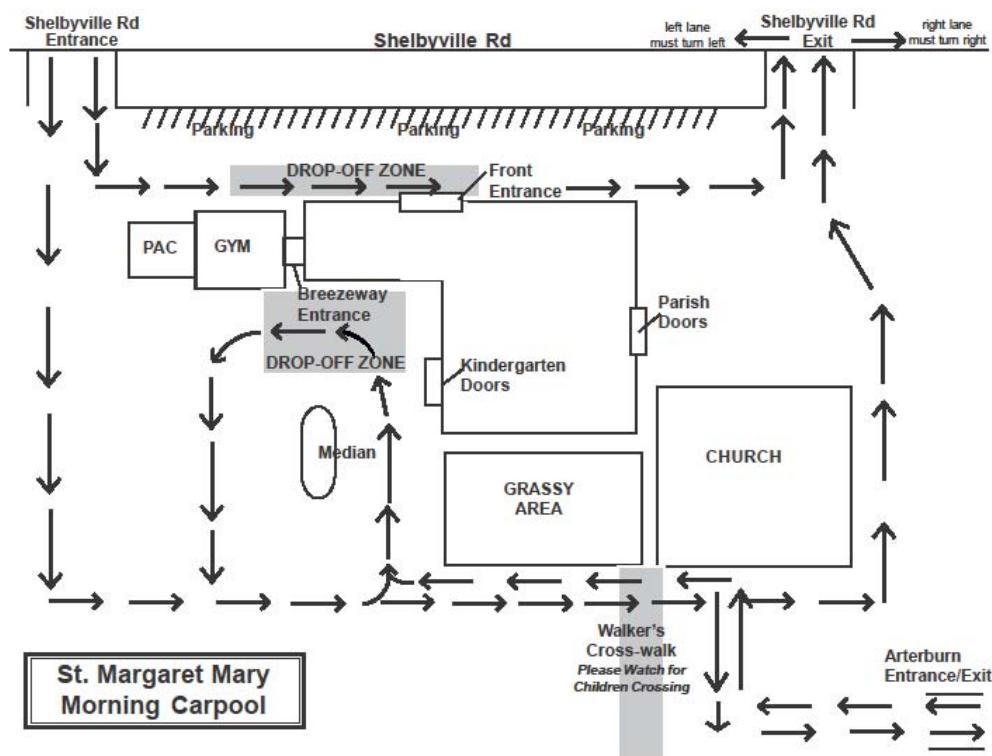 Shelbyville Rd
Entrance
Shelbyville Rd
left lane
must turn left
Shelbyville Rd
Exit
right lane
must turn right
Parking
Parking
Parking
DROP-OFF ZONE
Front
Entrance
PAC
GYM
Breezeway
Entrance
DROP-OFF ZONE
Parish
Doors
Kindergarten
Doors
Median
CHURCH
GRASSY
AREA
Walker's
Cross-walk
Please Watch for
Children Crossing
Arterburn
Entrance/Exit
St. Margaret Mary
Morning Carpool